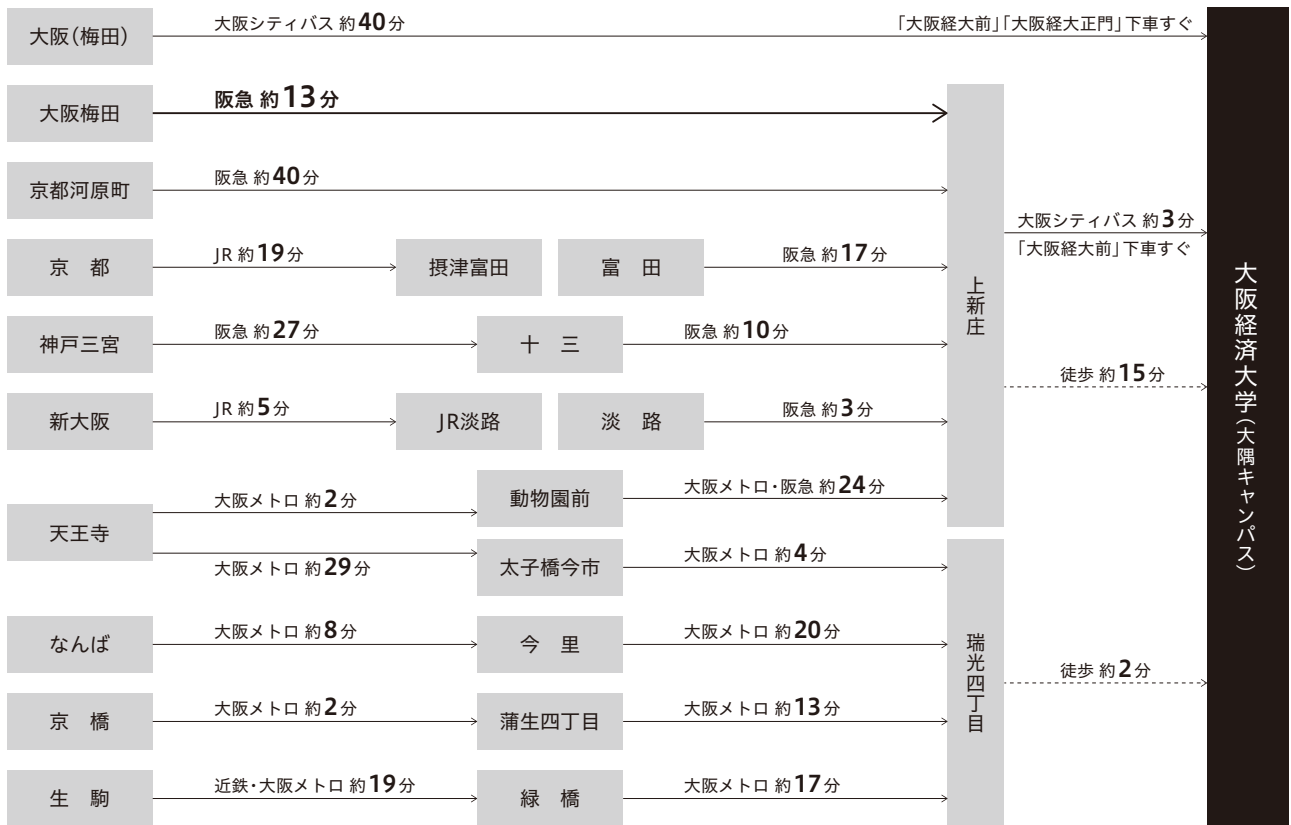 大阪（梅田）
大阪シティバス 約40分
「大阪経大前」「大阪経大正門」下車すぐ
大阪梅田
阪急 約13分
京都河原町
阪急 約40分
京　都
JR 約19分
摂津富田
富　田
阪急 約17分
神戸三宮
阪急 約27分
十　三
阪急 約10分
新大阪
JR 約5分
JR淡路
淡　路
阪急 約3分
天王寺
大阪メトロ 約2分
動物園前
大阪メトロ・阪急 約24分
大阪メトロ 約29分
太子橋今市
大阪メトロ 約4分
なんば
大阪メトロ 約8分
今　里
大阪メトロ 約20分
京　橋
大阪メトロ 約2分
蒲生四丁目
大阪メトロ 約13分
生　駒
近鉄・大阪メトロ 約19分
緑　橋
大阪メトロ 約17分
上新庄
大阪シティバス 約3分
「大阪経大前」下車すぐ
徒歩 約15分
瑞光四丁目
徒歩 約2分
大阪経済大学（大隅キャンパス）